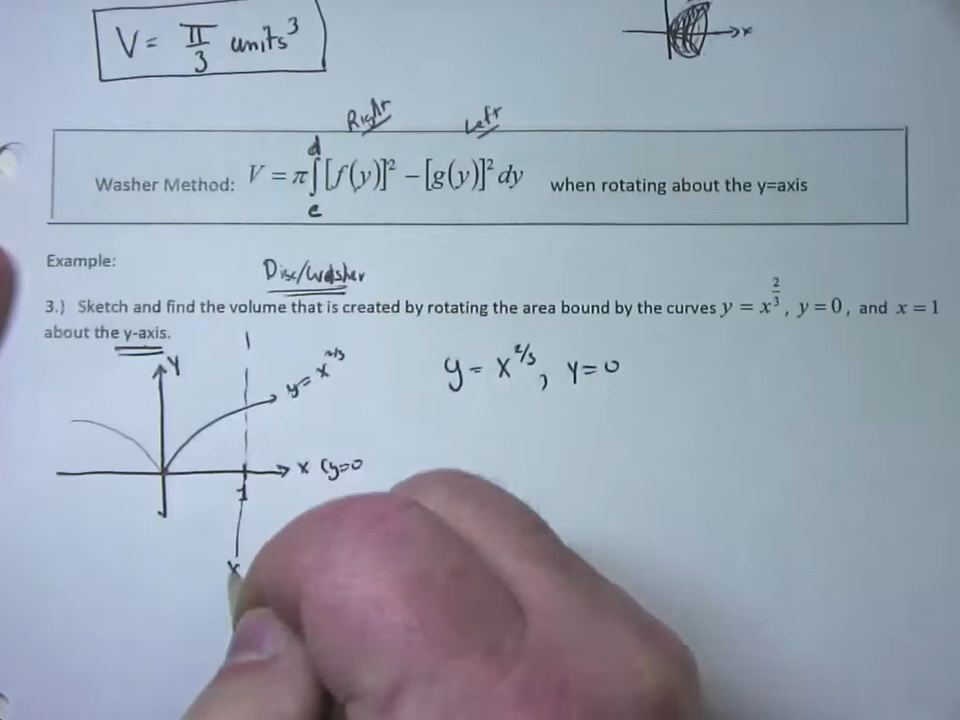 V = π/3 units³
x
Right Left
Washer Method: V = π∫[f(y)]² − [g(y)]² dy when rotating about the y=axis
d
c
Example:
Disc/Washer
3.) Sketch and find the volume that is created by rotating the area bound by the curves y = x^(2/3), y = 0, and x = 1
about the y-axis.
Y
y = x^(2/3)
y = x^(2/3), y = 0
x (y=0
1
x